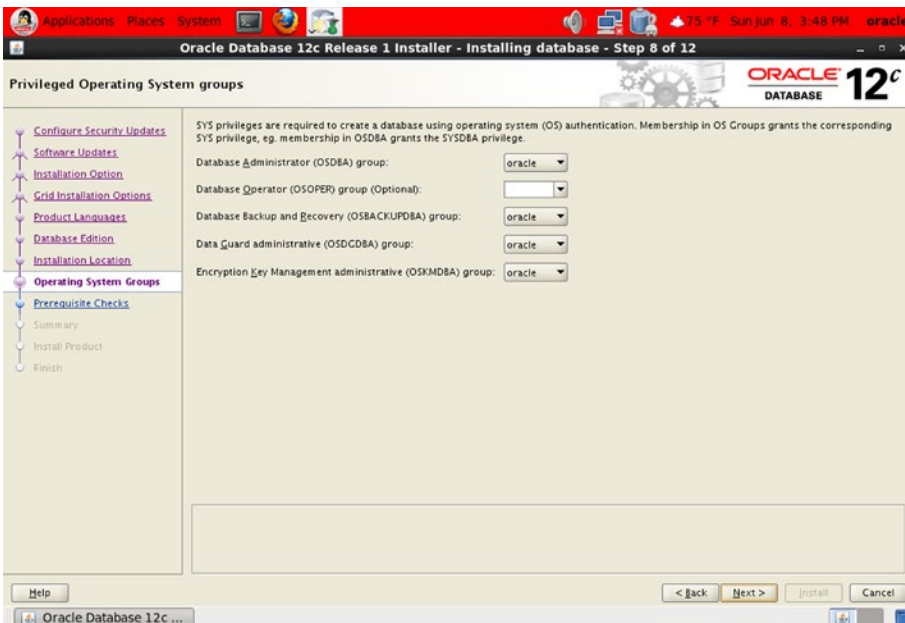 Applications Places System 75 °F Sun Jun 8, 3:48 PM oracle
Oracle Database 12c Release 1 Installer - Installing database - Step 8 of 12
Privileged Operating System groups
ORACLE 12c
DATABASE
Configure Security Updates
Software Updates
Installation Option
Grid Installation Options
Product Languages
Database Edition
Installation Location
Operating System Groups
Prerequisite Checks
Summary
Install Product
Finish
SYS privileges are required to create a database using operating system (OS) authentication. Membership in OS Groups grants the corresponding
SYS privilege, eg. membership in OSDBA grants the SYSDBA privilege.
Database Administrator (OSDBA) group: oracle
Database Operator (OSOPER) group (Optional):
Database Backup and Recovery (OSBACKUPDBA) group: oracle
Data Guard administrative (OSDGDBA) group: oracle
Encryption Key Management administrative (OSKMDBA) group: oracle
Help < Back Next > Install Cancel
Oracle Database 12c ...